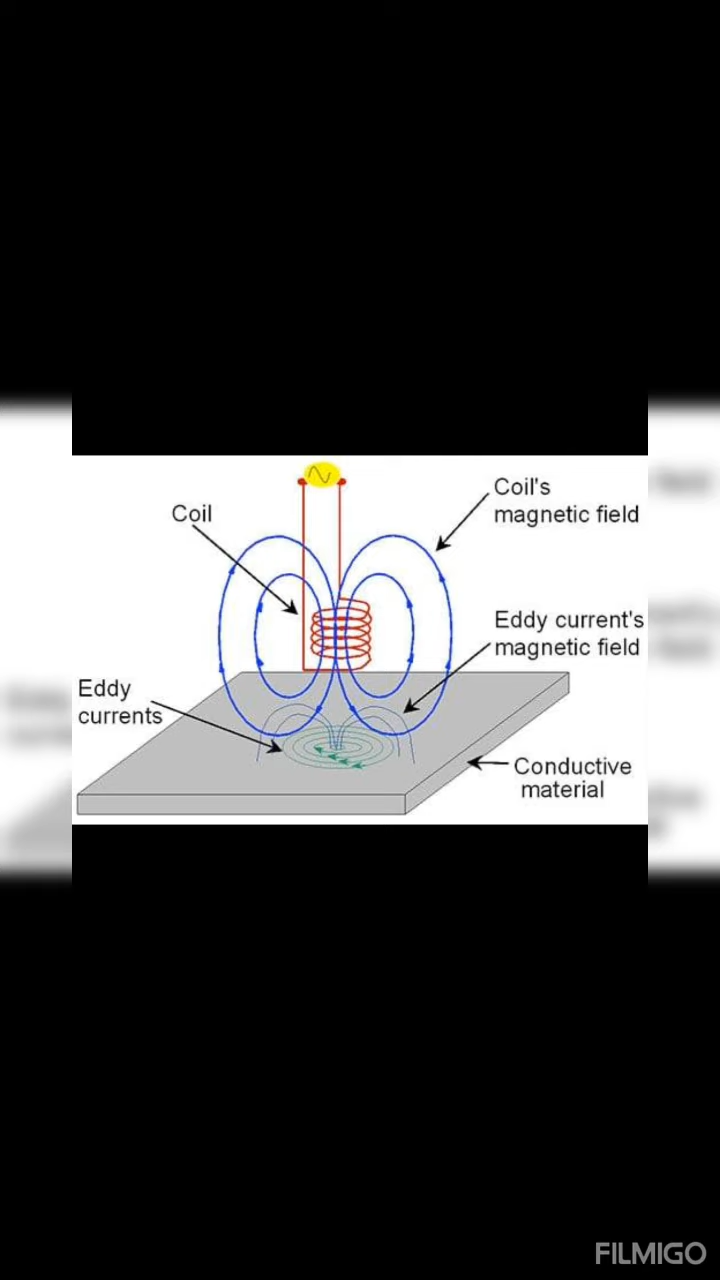 Coil
Coil's
magnetic field
Eddy current's
magnetic field
Eddy
currents
Conductive
material
FILMIGO